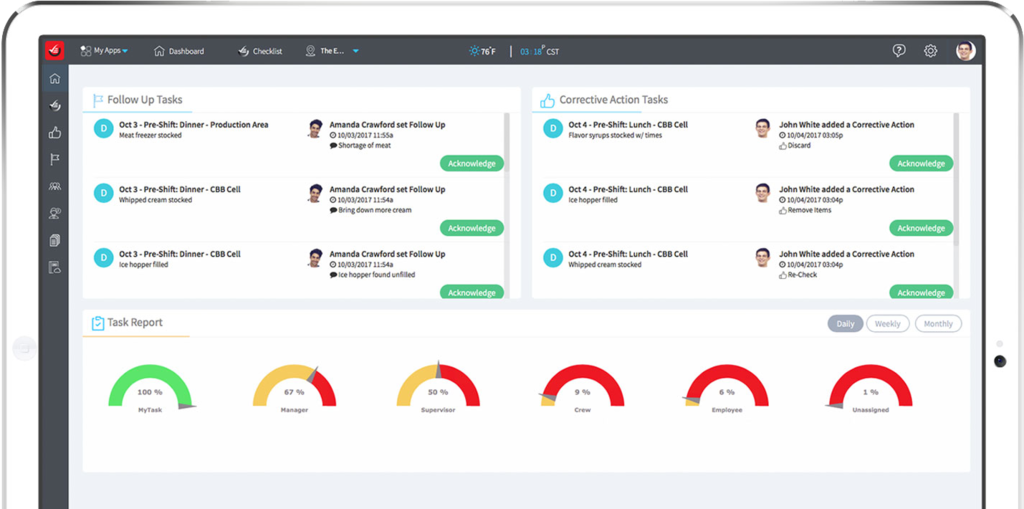 My Apps
Dashboard
Checklist
The E...
76°F
03:18 P CST
Follow Up Tasks
D
Oct 3 - Pre-Shift: Dinner - Production Area
Meat freezer stocked
Amanda Crawford set Follow Up
10/03/2017 11:55a
Shortage of meat
Acknowledge
D
Oct 3 - Pre-Shift: Dinner - CBB Cell
Whipped cream stocked
Amanda Crawford set Follow Up
10/03/2017 11:54a
Bring down more cream
Acknowledge
D
Oct 3 - Pre-Shift: Dinner - CBB Cell
Ice hopper filled
Amanda Crawford set Follow Up
10/03/2017 11:54a
Ice hopper found unfilled
Acknowledge
Corrective Action Tasks
D
Oct 4 - Pre-Shift: Lunch - CBB Cell
Flavor syrups stocked w/ times
John White added a Corrective Action
10/04/2017 03:05p
Discard
Acknowledge
D
Oct 4 - Pre-Shift: Lunch - CBB Cell
Ice hopper filled
John White added a Corrective Action
10/04/2017 03:04p
Remove Items
Acknowledge
D
Oct 4 - Pre-Shift: Lunch - CBB Cell
Whipped cream stocked
John White added a Corrective Action
10/04/2017 03:04p
Re-Check
Acknowledge
Task Report
Daily
Weekly
Monthly
100 %
MyTask
67 %
Manager
50 %
Supervisor
9 %
Crew
6 %
Employee
1 %
Unassigned